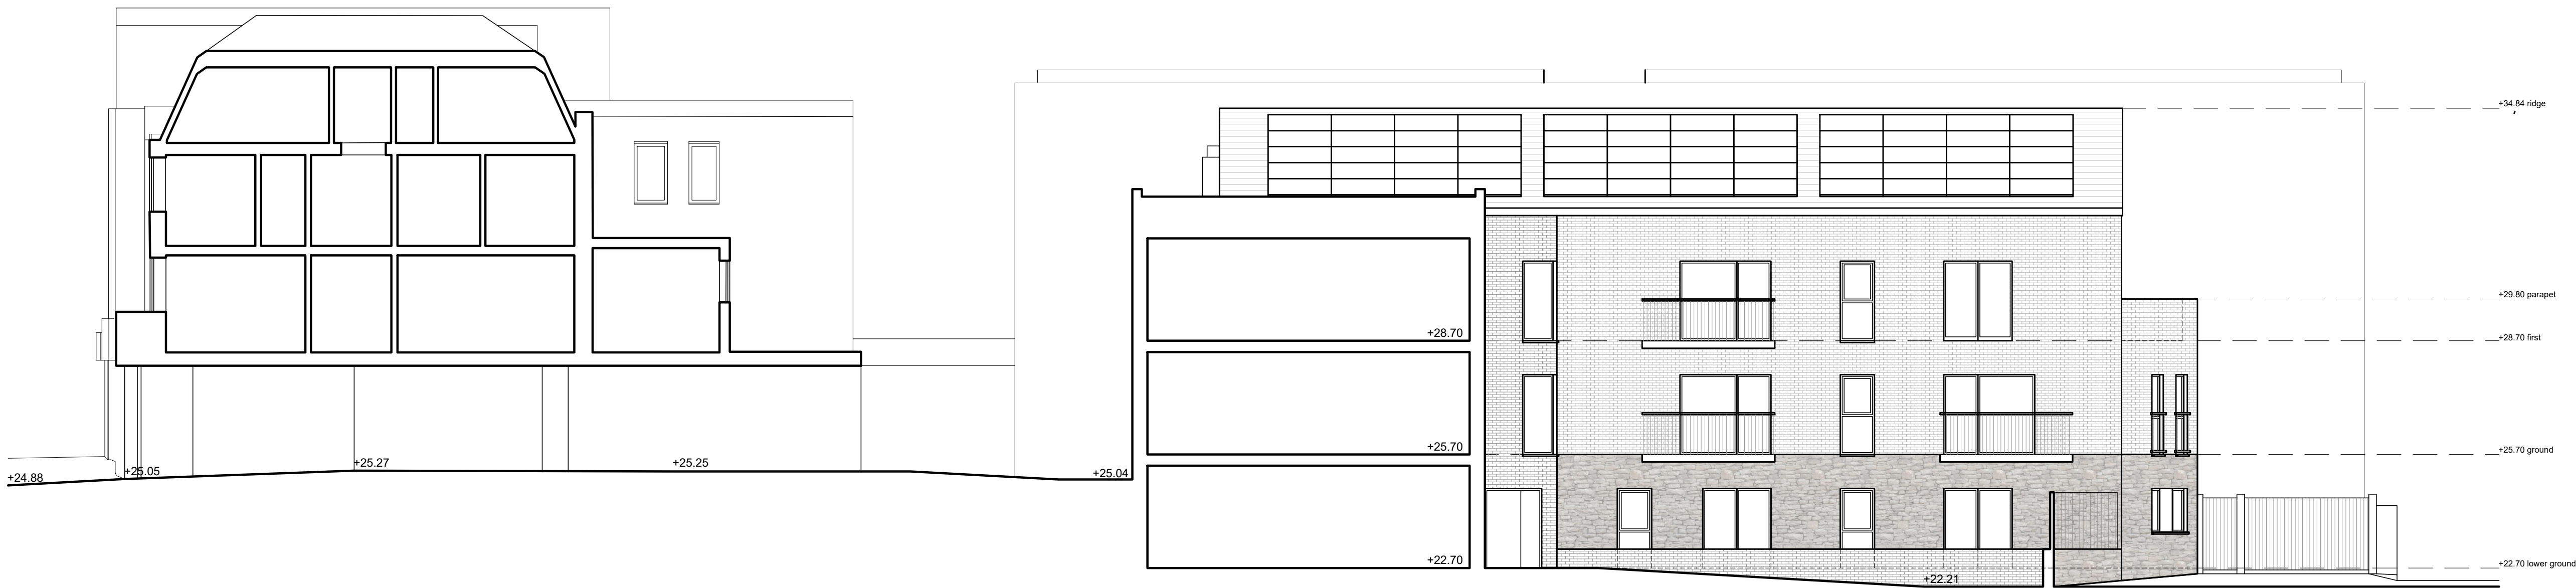 +34.84 ridge
+29.80 parapet
+28.70
+28.70 first
+25.70
+25.70 ground
+25.27
+25.25
+25.05
+25.04
+24.88
+22.70
+22.70 lower ground
+22.21